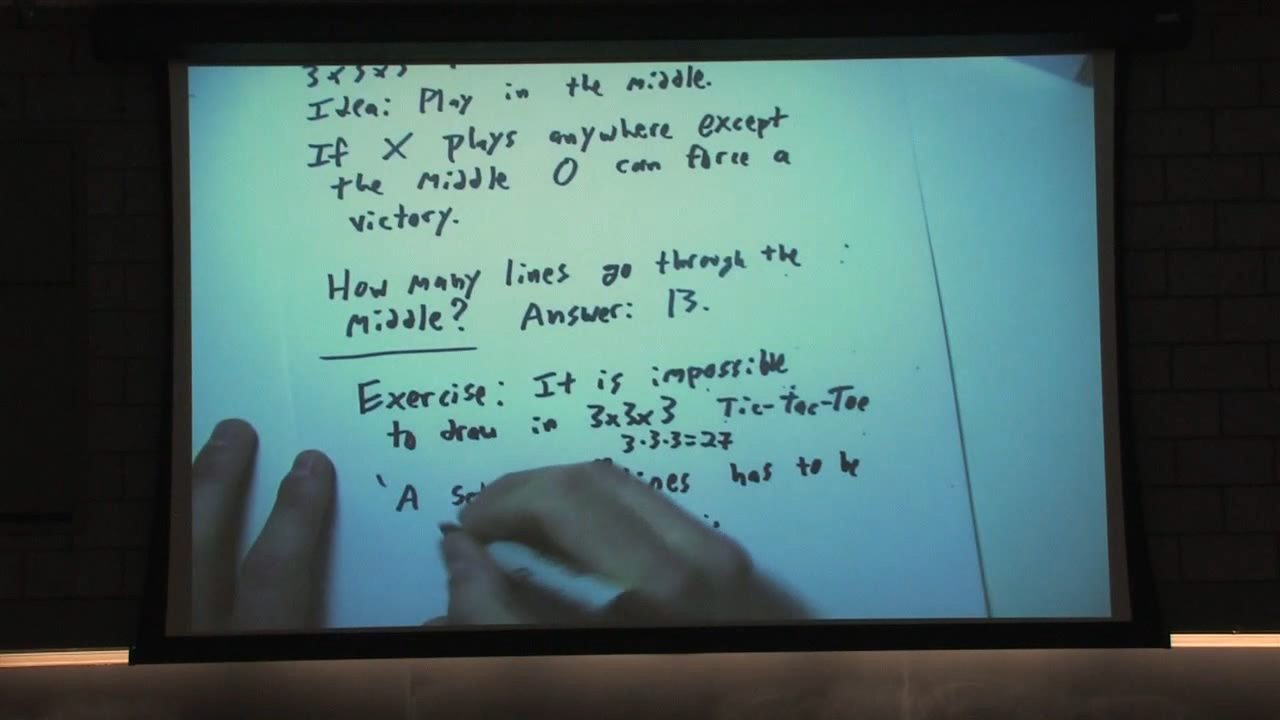 3x3x3
Idea: Play in the middle.
If X plays anywhere except
the middle O can force a
victory.
How many lines go through the
middle? Answer: 13.
Exercise: It is impossible
to draw in 3x3x3 Tic-Tac-Toe
3·3·3=27
A has to be